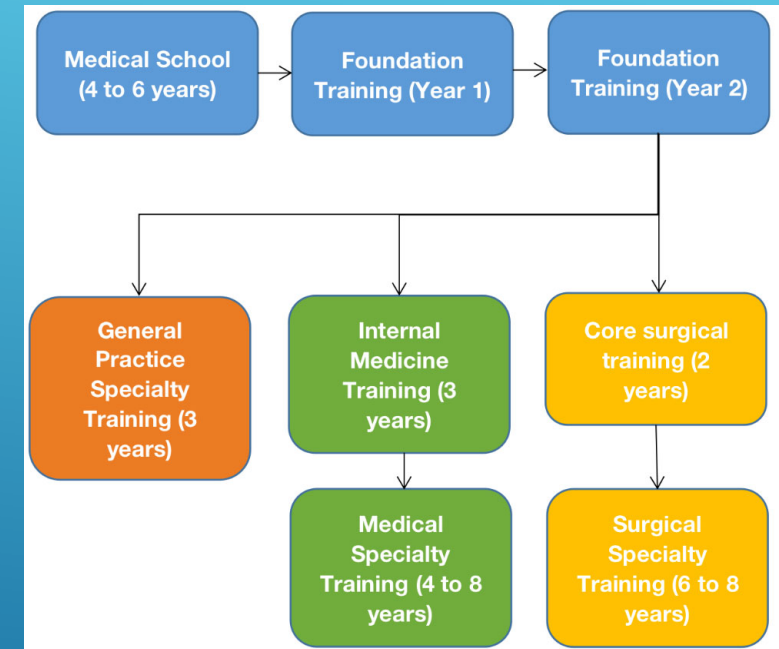 Medical School
(4 to 6 years)
Foundation
Training (Year 1)
Foundation
Training (Year 2)
General
Practice
Specialty
Training (3
years)
Internal
Medicine
Training (3
years)
Core surgical
training (2
years)
Medical
Specialty
Training (4 to 8
years)
Surgical
Specialty
Training (6 to 8
years)